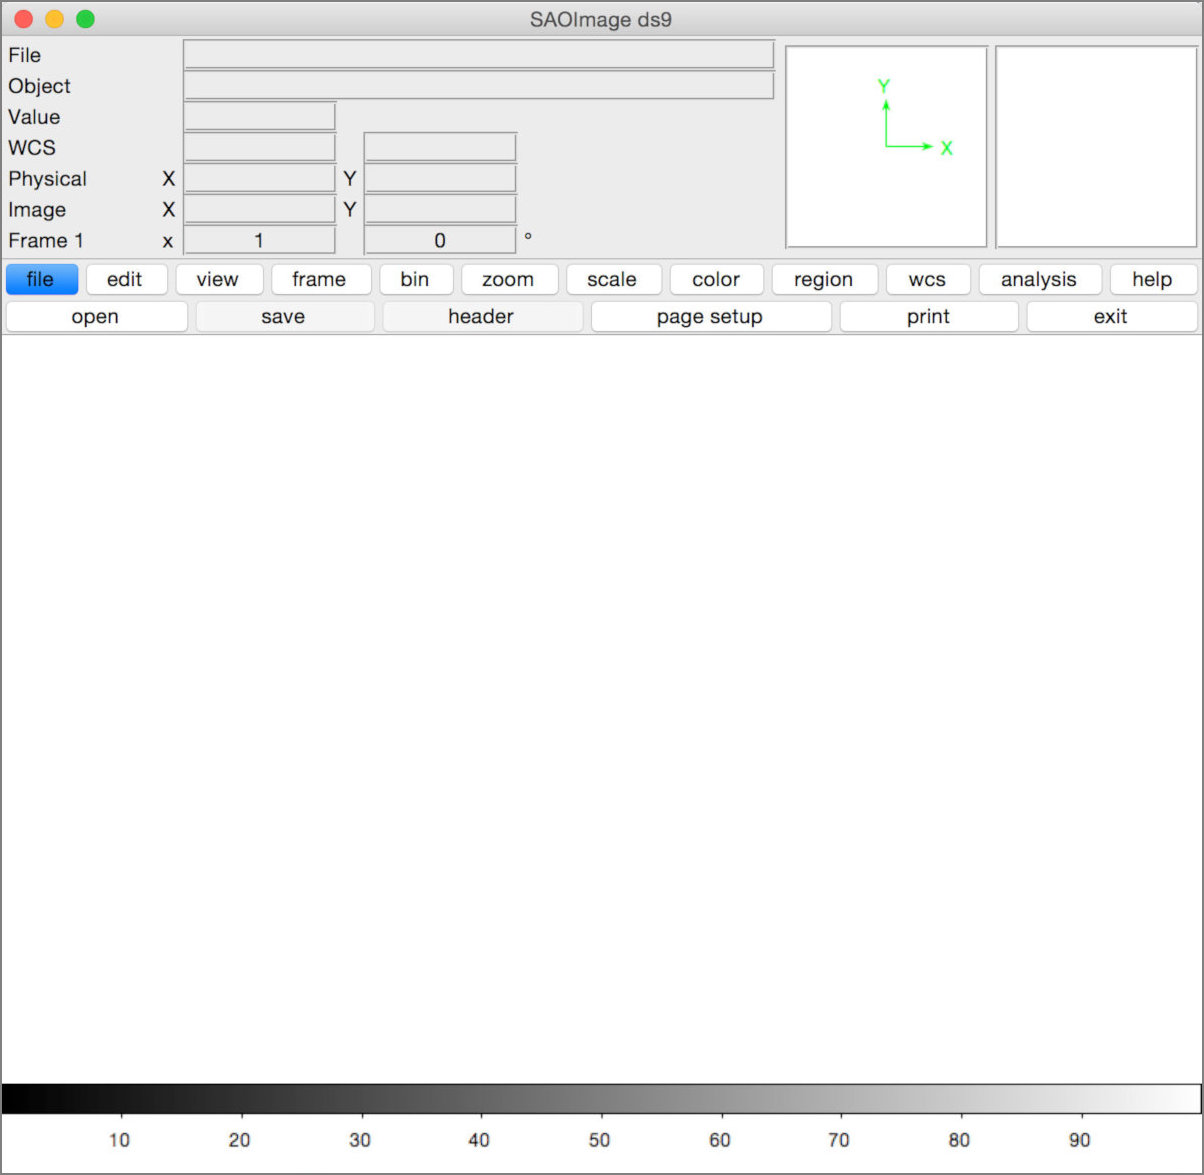 SAOImage ds9
File
Object
Value
WCS
Physical X Y
Image X Y
Frame 1 x 1 0 °
Y
X
file edit view frame bin zoom scale color region wcs analysis help
open save header page setup print exit
10 20 30 40 50 60 70 80 90